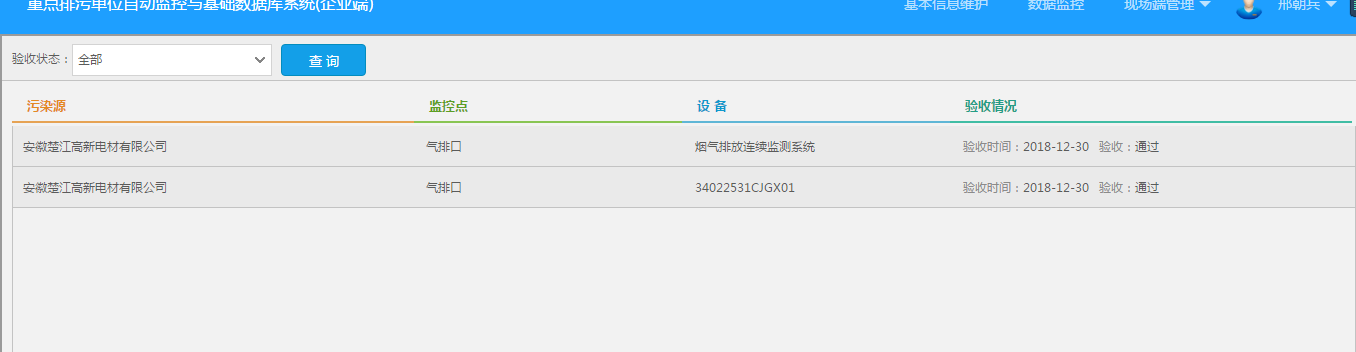 重点排污单位自动监控与基础数据库系统(企业端)
基本信息维护 数据监控 现场端管理 邢朝兵
验收状态： 全部 查 询
污染源 监控点 设 备 验收情况
安徽楚江高新电材有限公司 气排口 烟气排放连续监测系统 验收时间：2018-12-30 验收：通过
安徽楚江高新电材有限公司 气排口 34022531CJGX01 验收时间：2018-12-30 验收：通过